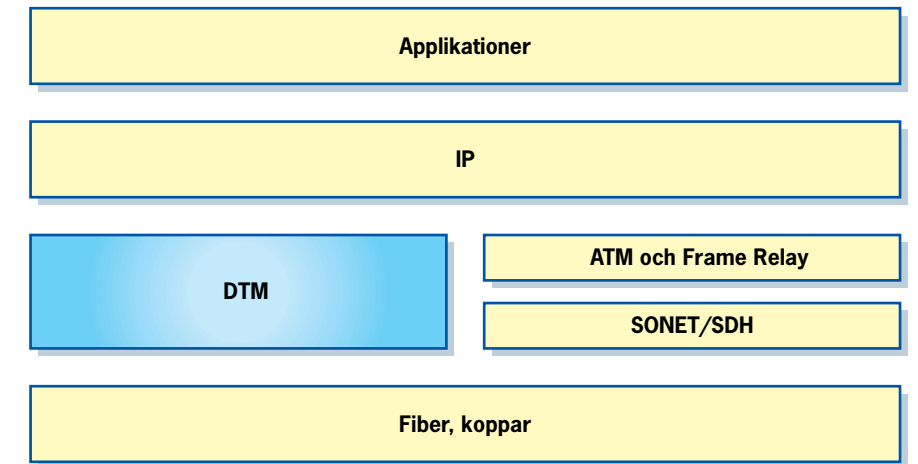 Applikationer
IP
DTM
ATM och Frame Relay
SONET/SDH
Fiber, koppar